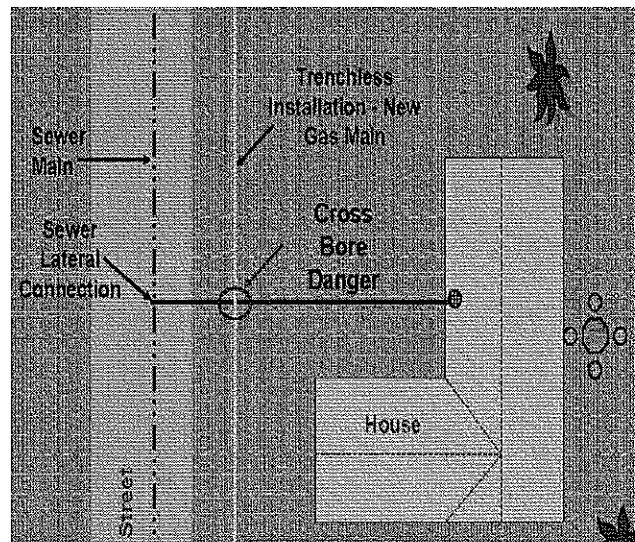 Trenchless
Installation - New
Gas Main
Sewer
Main
Cross
Bore
Danger
Sewer
Lateral
Connection
House
Street